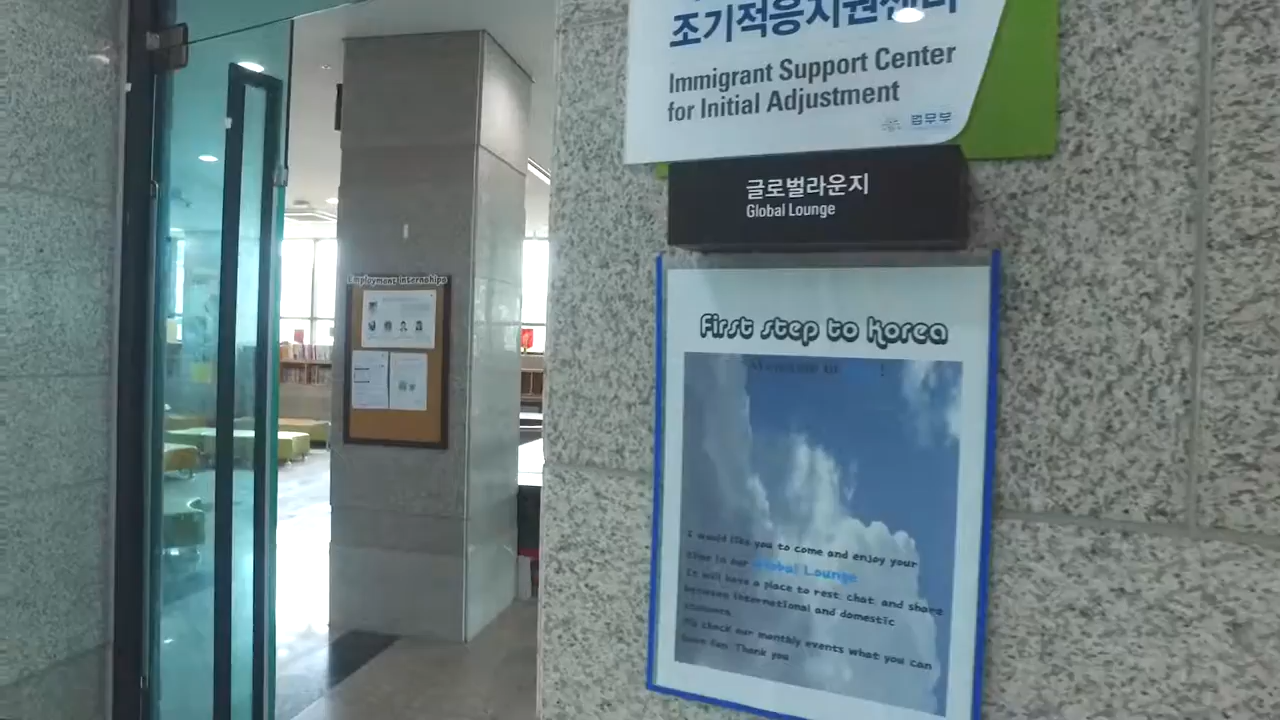 조기적응지원센터
Immigrant Support Center
for Initial Adjustment
법무부
글로벌라운지
Global Lounge
Employment internships
First step to Korea
I would like you to come and enjoy your
time in our Global Lounge
It will have a place to rest chat and share
between international and domestic
check our monthly events what you can
have fun. Thank you